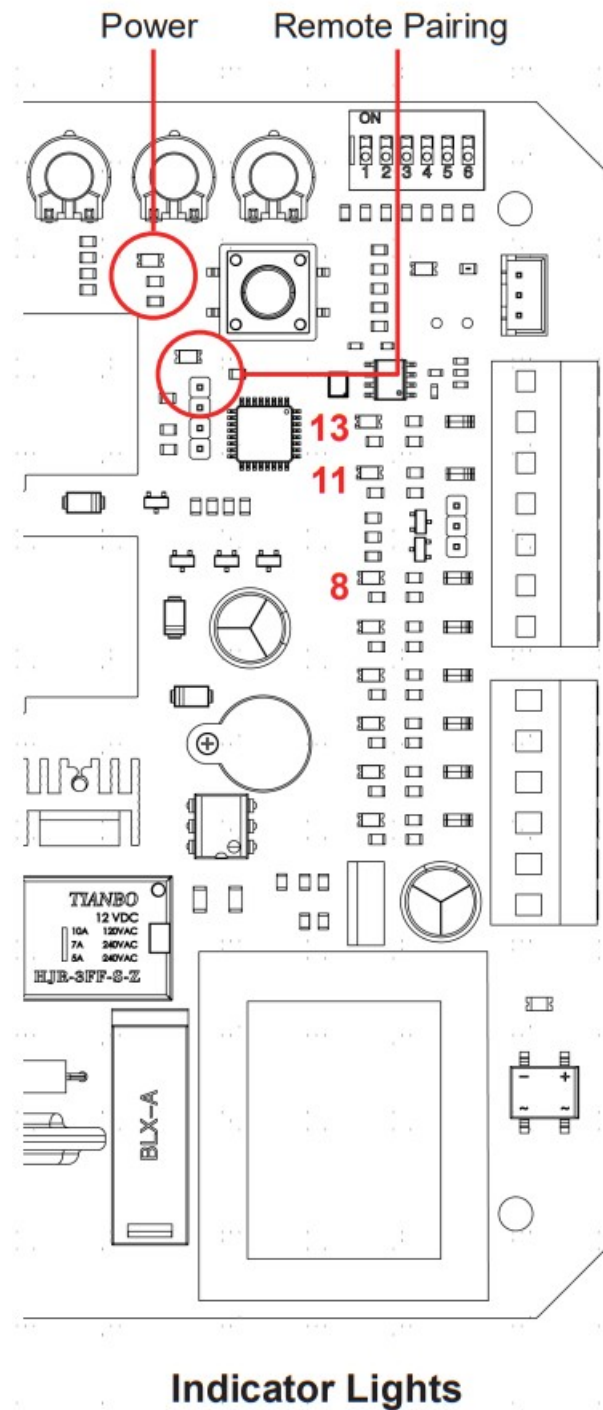 Power Remote Pairing
ON
1 2 3 4 5 6
13
11
8
TIANBO
12 VDC
10A 120VAC
7A 240VAC
5A 240VAC
HJR-3FF-S-Z
BLX-A
- +
~ ~
Indicator Lights